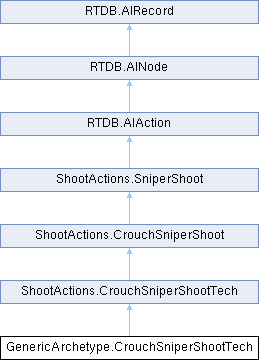 RTDB.AIRecord
RTDB.AINode
RTDB.AIAction
ShootActions.SniperShoot
ShootActions.CrouchSniperShoot
ShootActions.CrouchSniperShootTech
GenericArchetype.CrouchSniperShootTech